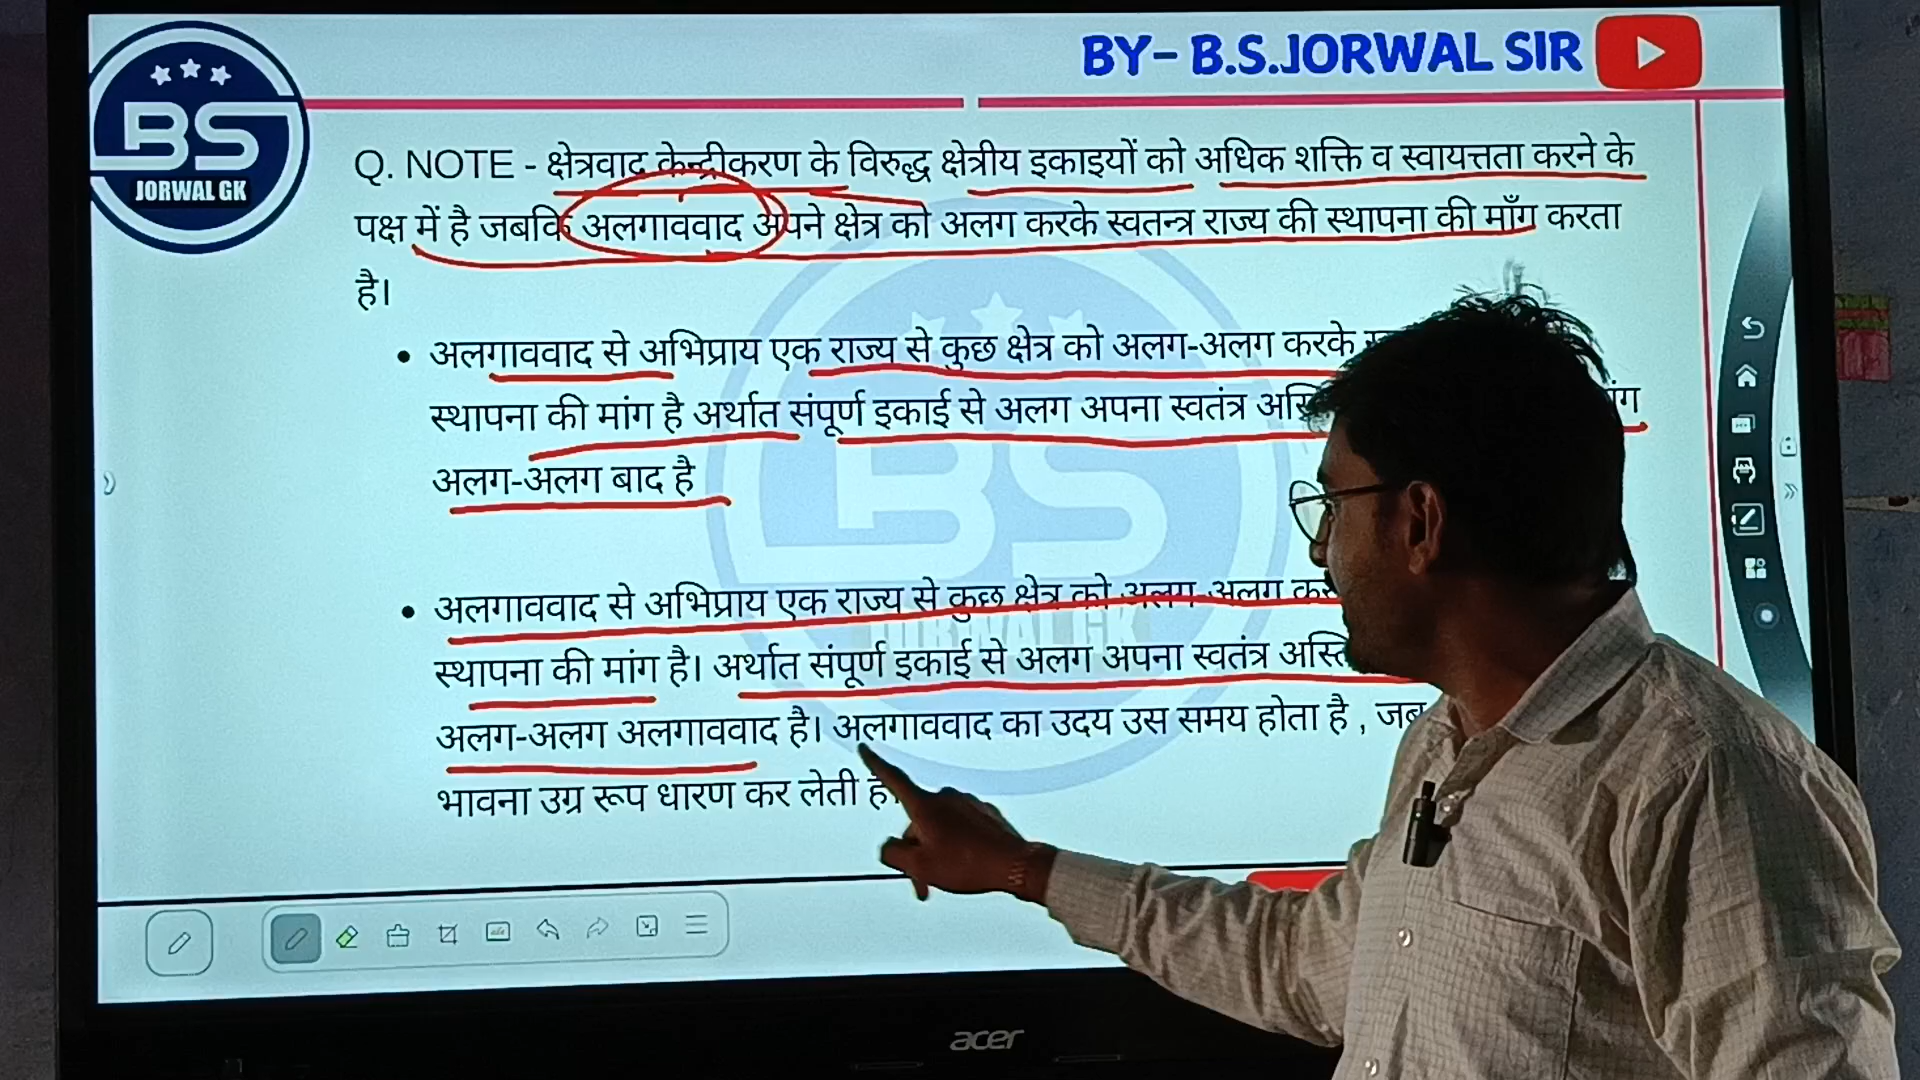 BS
JORWAL GK
BY- B.S.JORWAL SIR
Q. NOTE - क्षेत्रवाद केन्द्रीकरण के विरुद्ध क्षेत्रीय इकाइयों को अधिक शक्ति व स्वायत्तता करने के
पक्ष में है जबकि अलगाववाद अपने क्षेत्र को अलग करके स्वतन्त्र राज्य की स्थापना की माँग करता
है।
• अलगाववाद से अभिप्राय एक राज्य से कुछ क्षेत्र को अलग-अलग करके
स्थापना की मांग है अर्थात संपूर्ण इकाई से अलग अपना स्वतंत्र
अलग-अलग बाद है
• अलगाववाद से अभिप्राय एक राज्य से कुछ क्षेत्र को अलग-अलग
स्थापना की मांग है। अर्थात संपूर्ण इकाई से अलग अपना स्वतंत्र
अलग-अलग अलगाववाद है। अलगाववाद का उदय उस समय होता है , जब
भावना उग्र रूप धारण कर लेती है
BS
JORWAL GK
acer